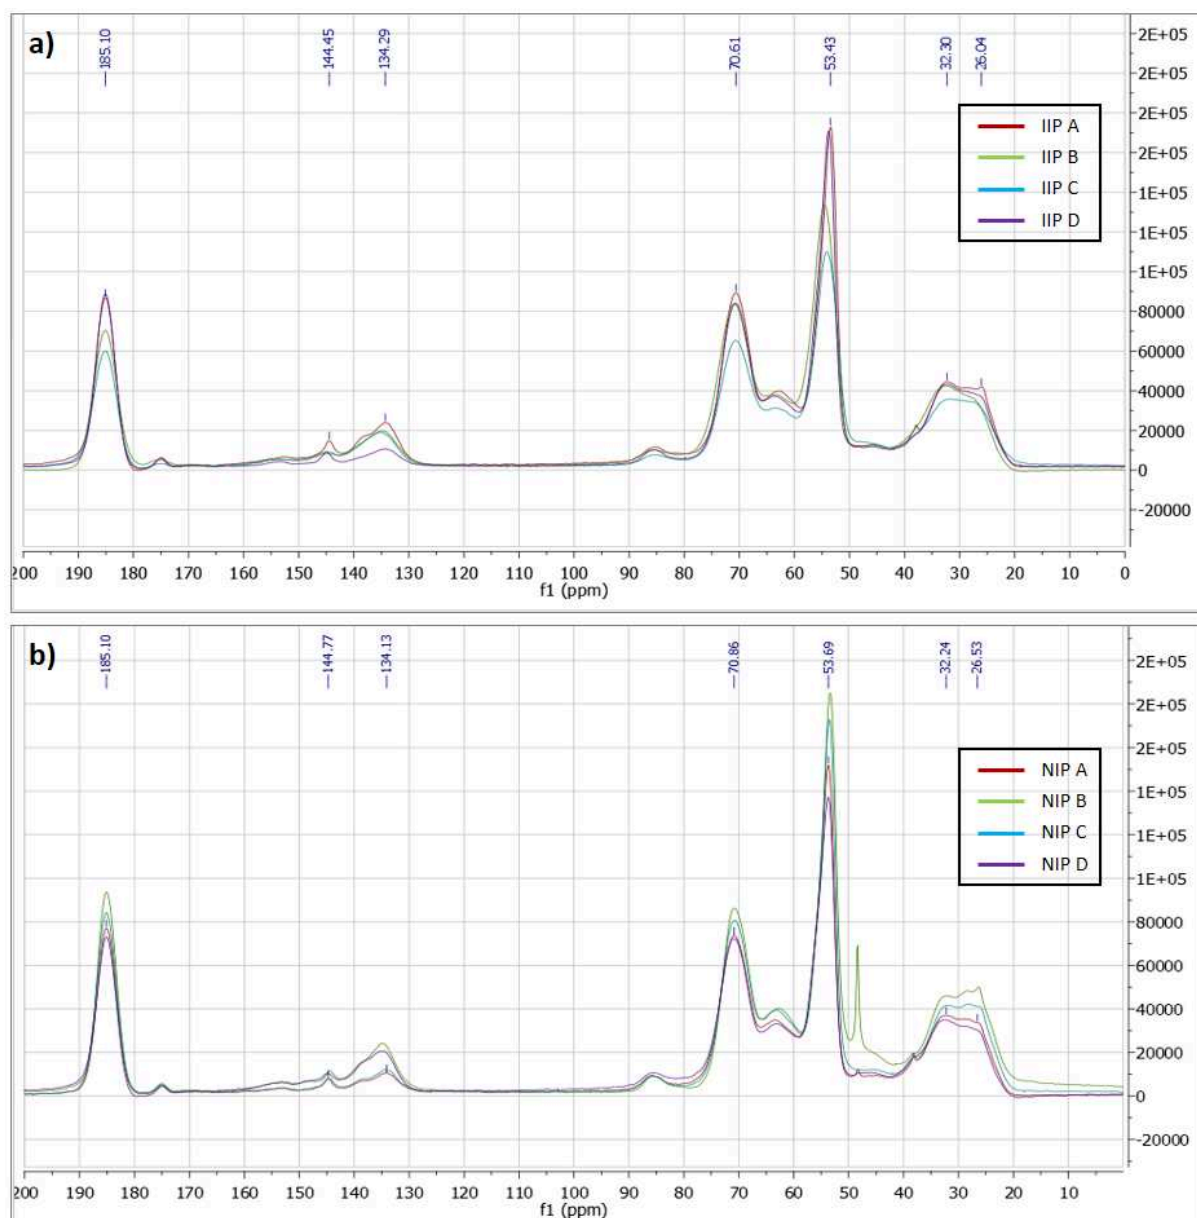 a)
185.10
144.45
134.29
70.61
53.43
32.30
26.04
2E+05
2E+05
2E+05
2E+05
1E+05
1E+05
1E+05
80000
60000
40000
20000
0
-20000
IIP A
IIP B
IIP C
IIP D
200 190 180 170 160 150 140 130 120 110 100 90 80 70 60 50 40 30 20 10 0
f1 (ppm)
b)
185.10
144.77
134.13
70.86
53.69
32.24
26.53
2E+05
2E+05
2E+05
1E+05
1E+05
1E+05
80000
60000
40000
20000
0
-20000
NIP A
NIP B
NIP C
NIP D
200 190 180 170 160 150 140 130 120 110 100 90 80 70 60 50 40 30 20 10 0
f1 (ppm)